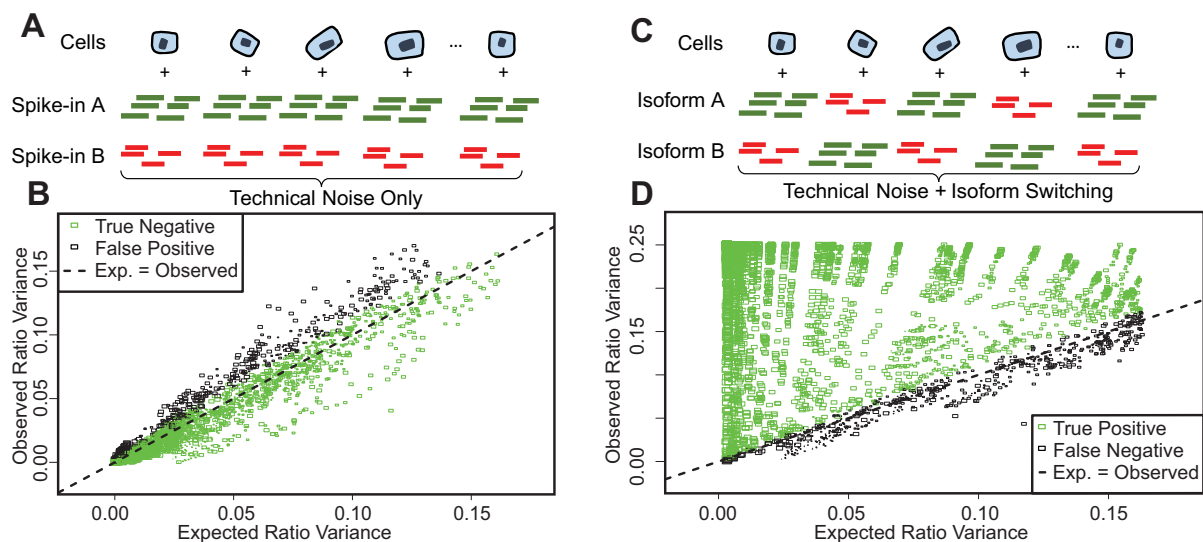 A
Cells
...
+ + + + +
Spike-in A
Spike-in B
Technical Noise Only
B
True Negative
False Positive
Exp. = Observed
Observed Ratio Variance
0.15
0.10
0.05
0.00
0.00 0.05 0.10 0.15
Expected Ratio Variance
C
Cells
...
+ + + + +
Isoform A
Isoform B
Technical Noise + Isoform Switching
D
Observed Ratio Variance
0.25
0.15
0.00
True Positive
False Negative
Exp. = Observed
0.00 0.05 0.10 0.15
Expected Ratio Variance